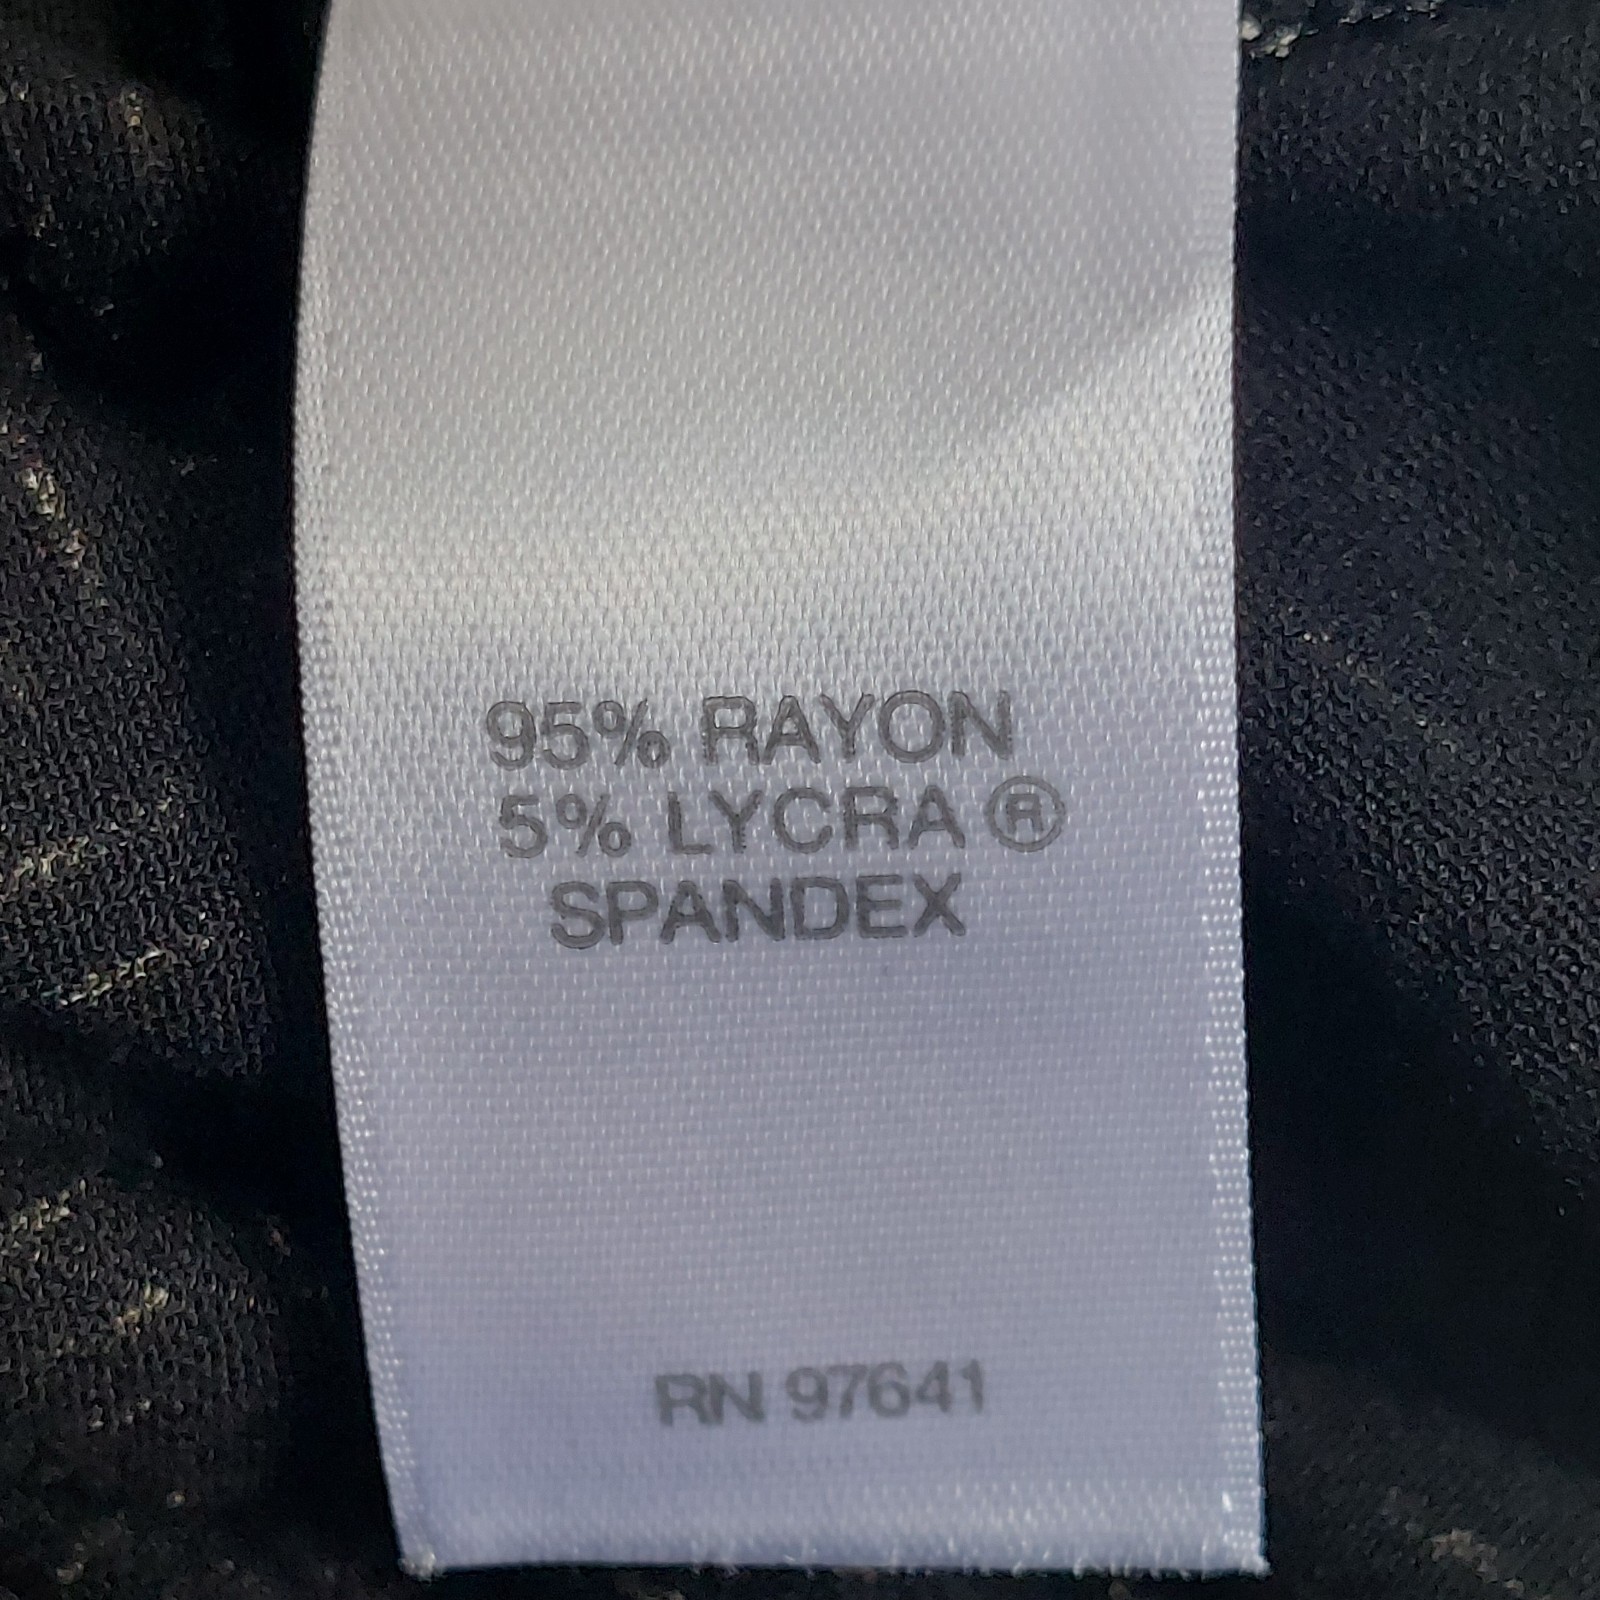 95% RAYON
5% LYCRA ®
SPANDEX
RN 97641